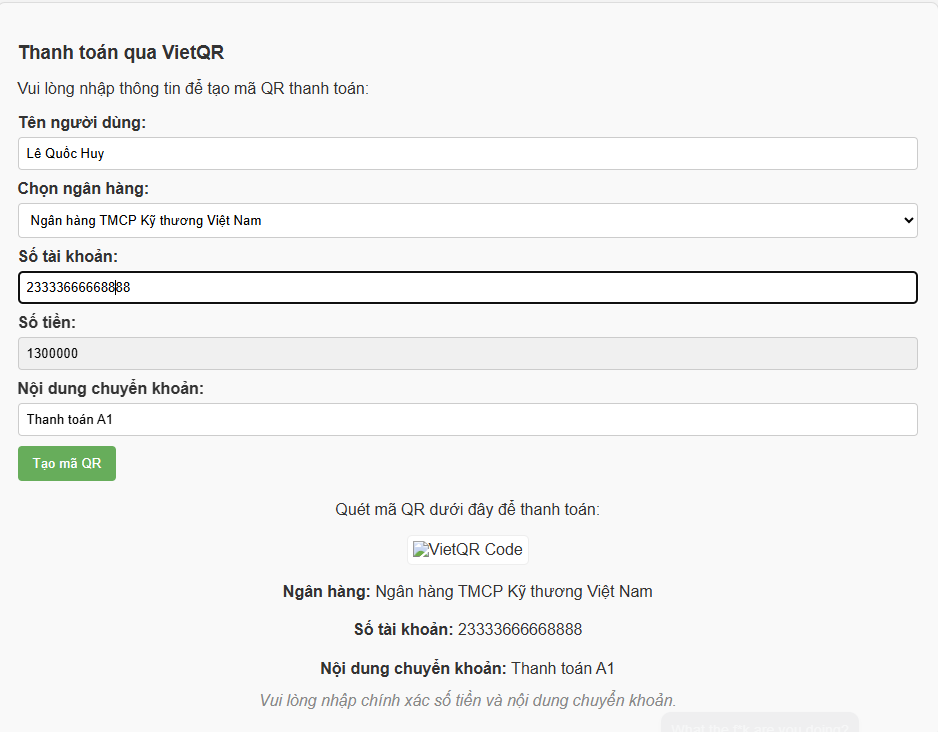 Thanh toán qua VietQR
Vui lòng nhập thông tin để tạo mã QR thanh toán:
Tên người dùng:
Lê Quốc Huy
Chọn ngân hàng:
Ngân hàng TMCP Kỹ thương Việt Nam
Số tài khoản:
23333666668888
Số tiền:
1300000
Nội dung chuyển khoản:
Thanh toán A1
Tạo mã QR
Quét mã QR dưới đây để thanh toán:
VietQR Code
Ngân hàng: Ngân hàng TMCP Kỹ thương Việt Nam
Số tài khoản: 23333666668888
Nội dung chuyển khoản: Thanh toán A1
Vui lòng nhập chính xác số tiền và nội dung chuyển khoản.